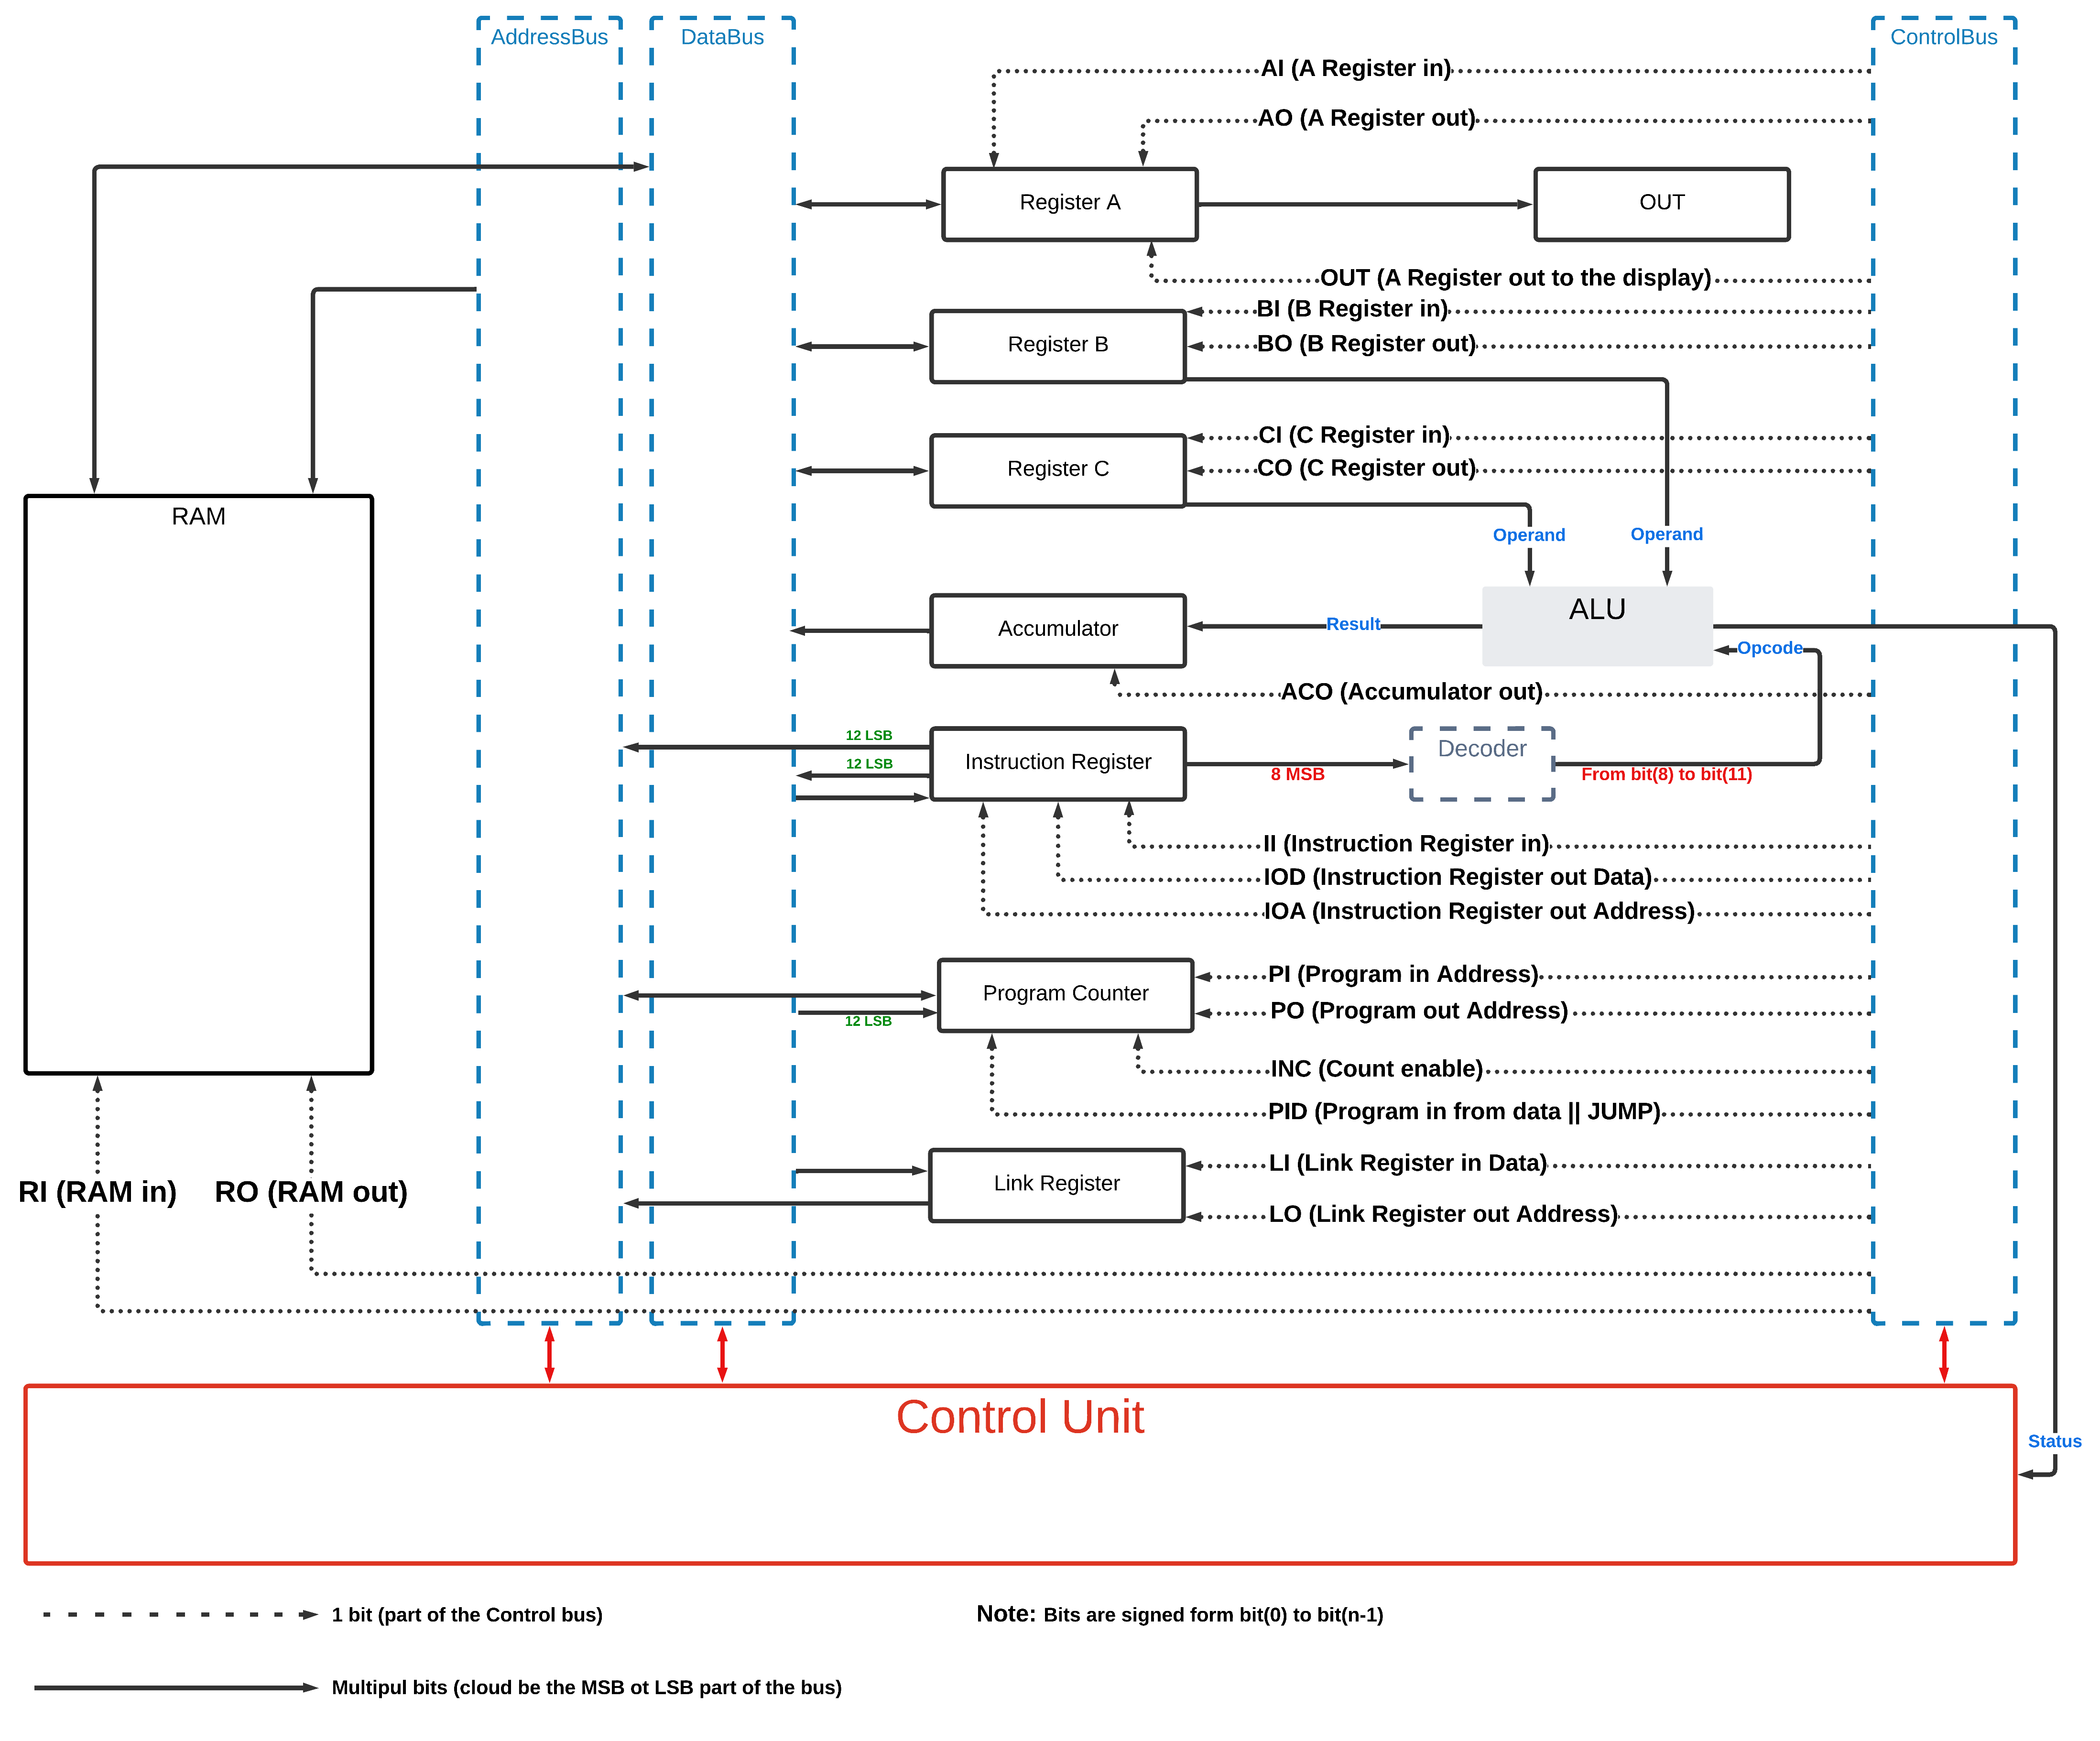 AddressBus
DataBus
ControlBus
AI (A Register in)
AO (A Register out)
Register A
OUT
OUT (A Register out to the display)
BI (B Register in)
Register B
BO (B Register out)
CI (C Register in)
Register C
CO (C Register out)
RAM
Operand
Operand
ALU
Accumulator
Result
Opcode
ACO (Accumulator out)
12 LSB
Instruction Register
Decoder
12 LSB
8 MSB
From bit(8) to bit(11)
II (Instruction Register in)
IOD (Instruction Register out Data)
IOA (Instruction Register out Address)
PI (Program in Address)
Program Counter
PO (Program out Address)
12 LSB
INC (Count enable)
PID (Program in from data || JUMP)
LI (Link Register in Data)
Link Register
RI (RAM in)
RO (RAM out)
LO (Link Register out Address)
Control Unit
Status
1 bit (part of the Control bus)
Note: Bits are signed form bit(0) to bit(n-1)
Multipul bits (cloud be the MSB ot LSB part of the bus)